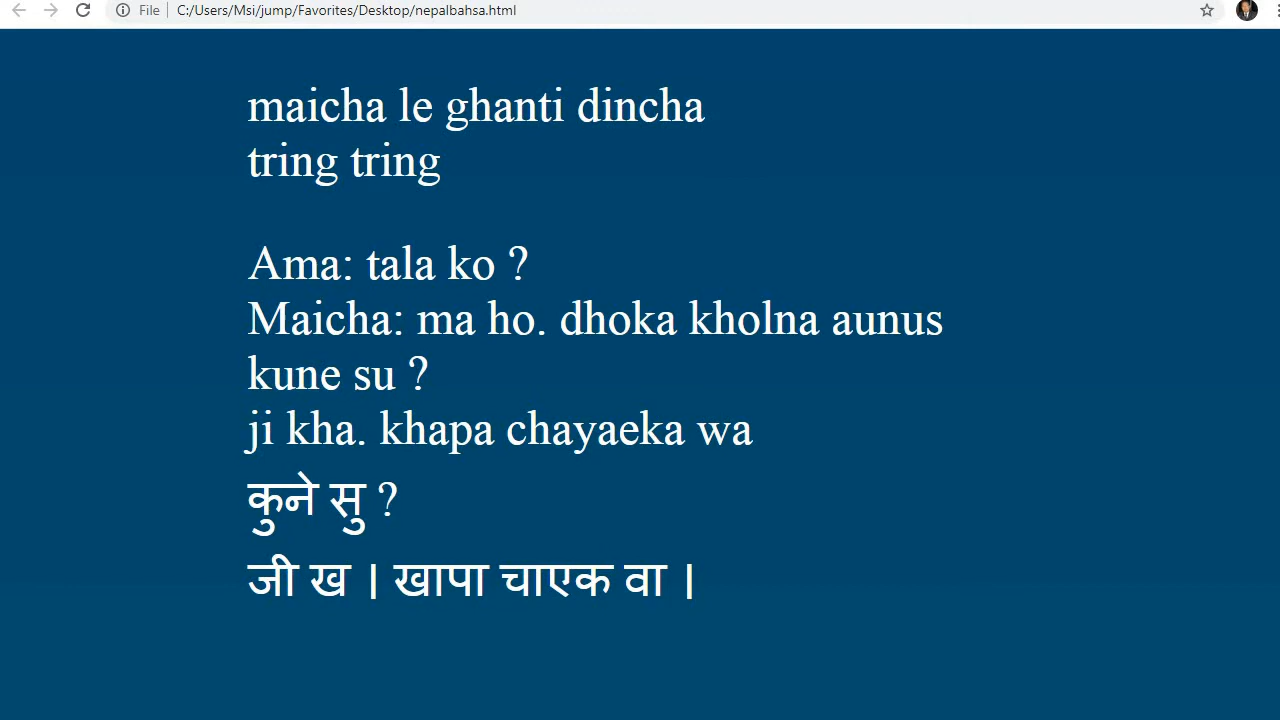 File
C:/Users/Msi/jump/Favorites/Desktop/nepalbahsa.html
maicha le ghanti dincha
tring tring
Ama: tala ko ?
Maicha: ma ho. dhoka kholna aunus
kune su ?
ji kha. khapa chayaeka wa
कुने सु ?
जी ख । खापा चाएक वा ।